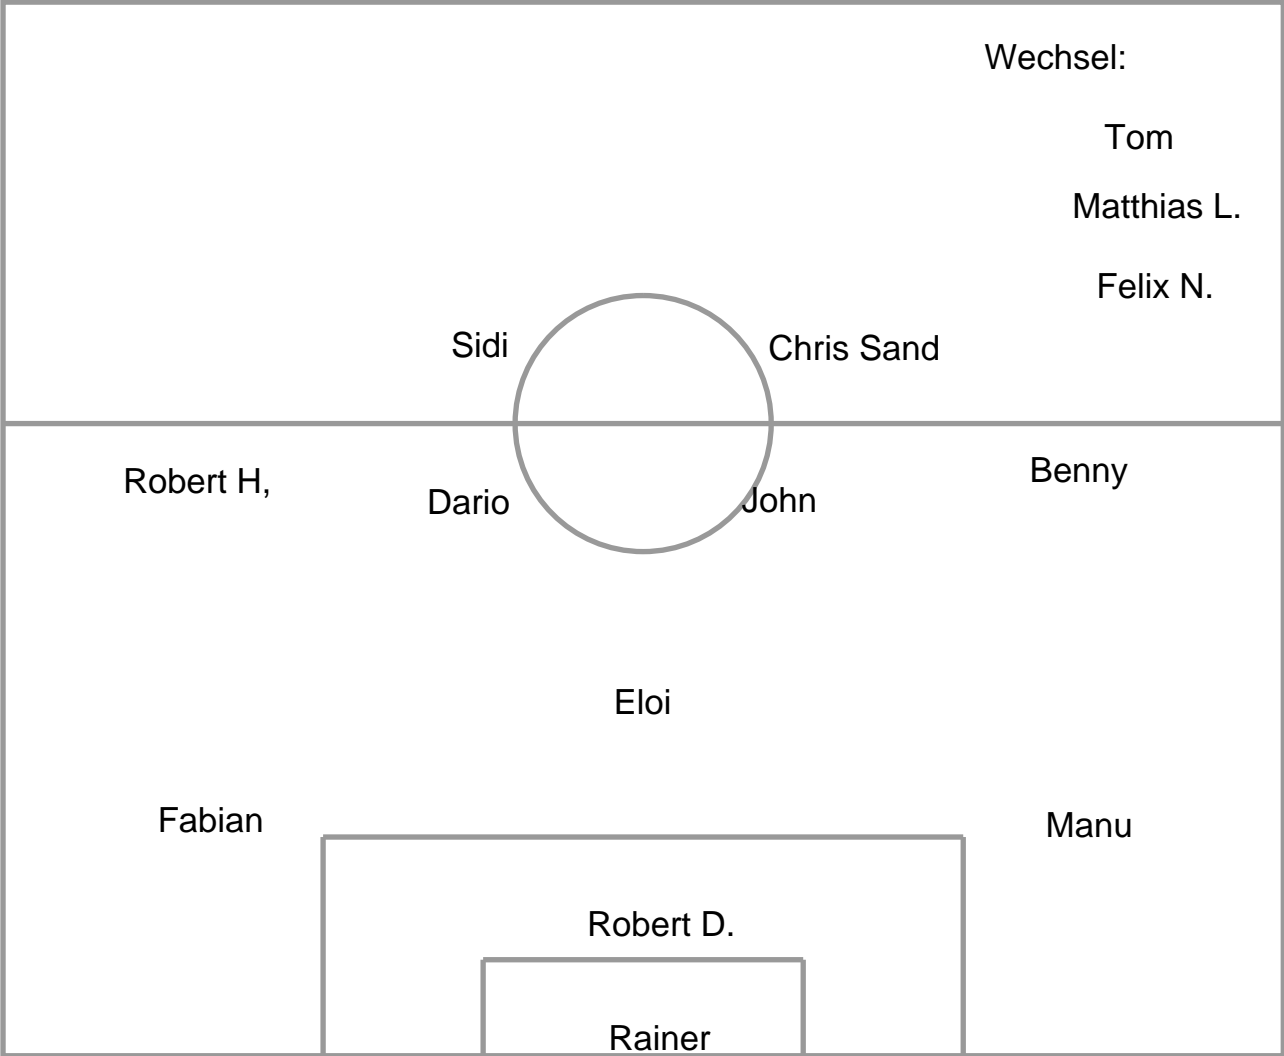 Wechsel:
Tom
Matthias L.
Felix N.
Sidi
Chris Sand
Robert H,
Dario
John
Benny
Eloi
Fabian
Manu
Robert D.
Rainer